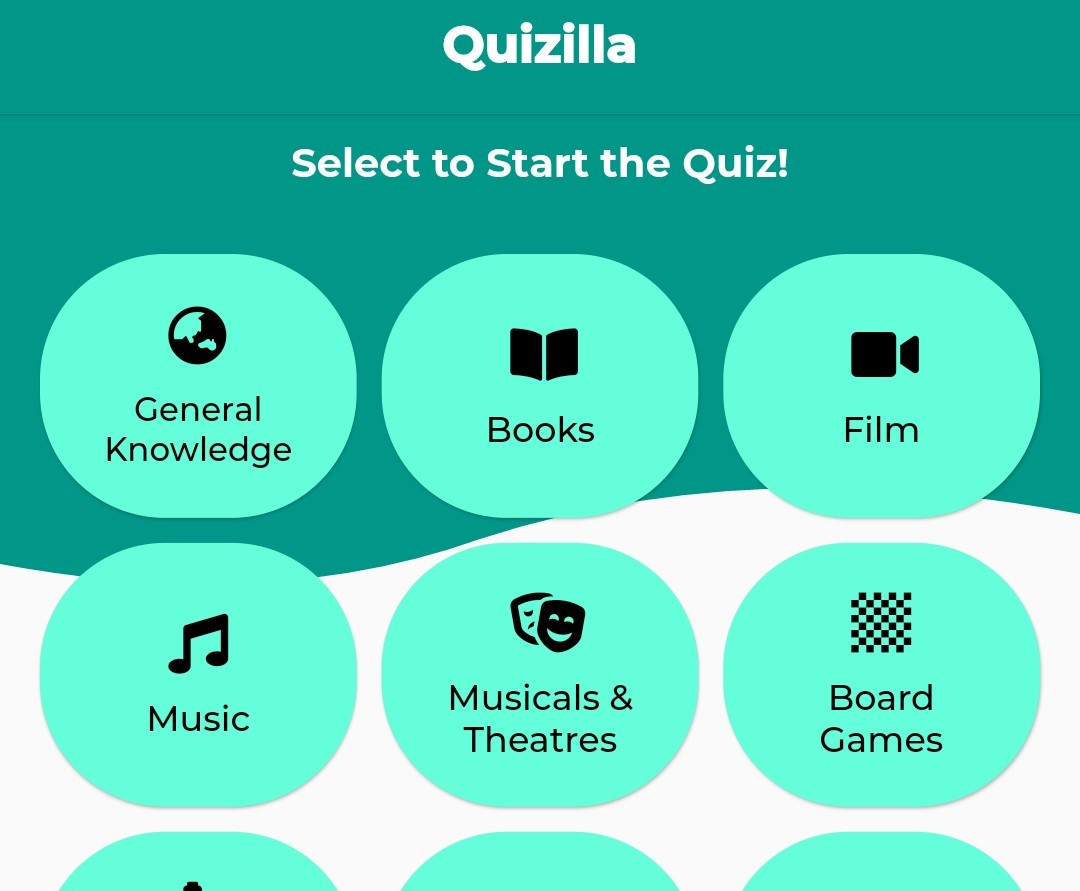 Quizilla
Select to Start the Quiz!
General
Knowledge
Books
Film
Music
Musicals &
Theatres
Board
Games